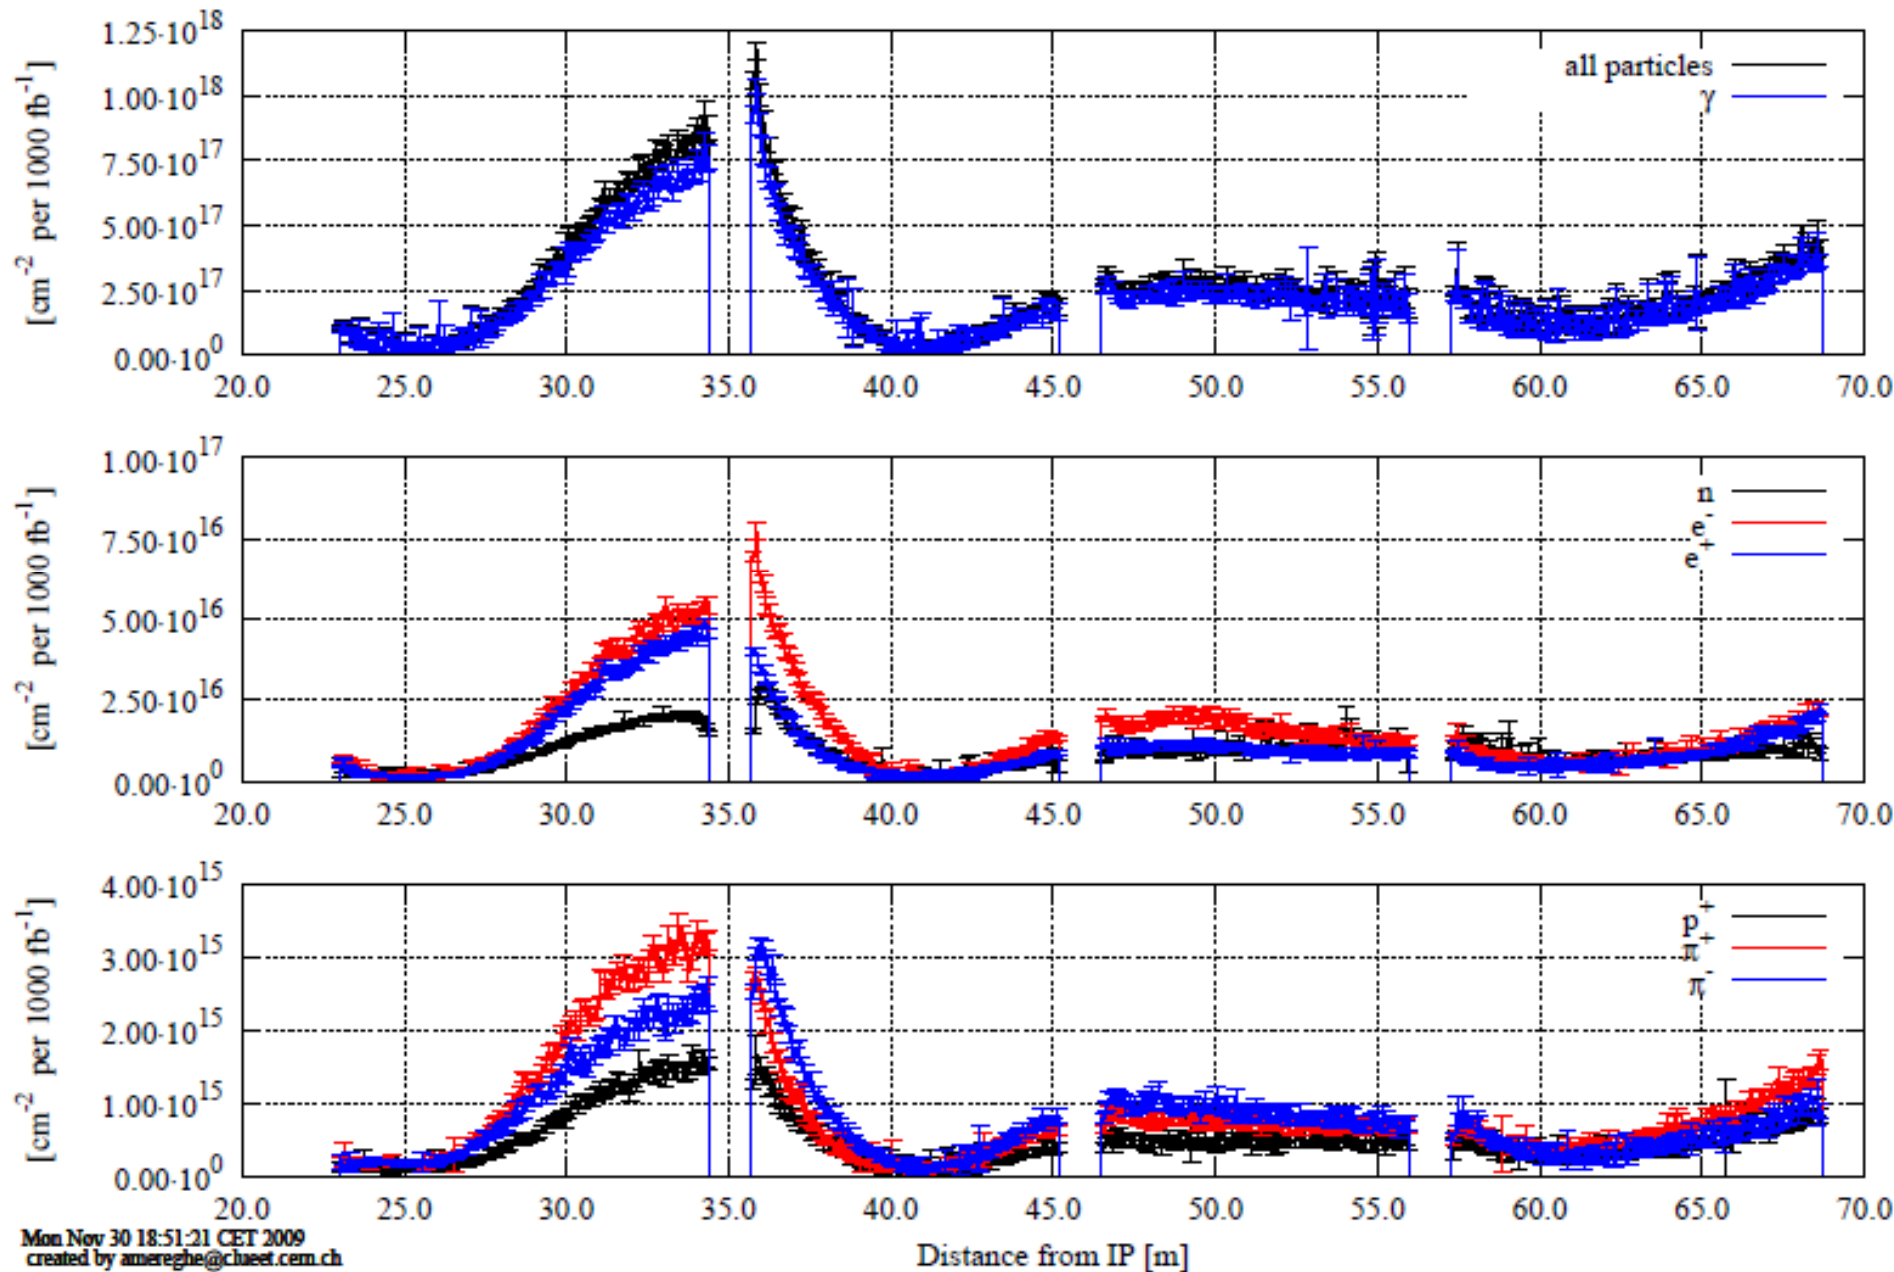 1.25·10^18
1.00·10^18
7.50·10^17
5.00·10^17
2.50·10^17
0.00·10^0
[cm^-2 per 1000 fb^-1]
all particles
γ
20.0 25.0 30.0 35.0 40.0 45.0 50.0 55.0 60.0 65.0 70.0
1.00·10^17
7.50·10^16
5.00·10^16
2.50·10^16
0.00·10^0
[cm^-2 per 1000 fb^-1]
n
e^-
e^+
20.0 25.0 30.0 35.0 40.0 45.0 50.0 55.0 60.0 65.0 70.0
4.00·10^15
3.00·10^15
2.00·10^15
1.00·10^15
0.00·10^0
[cm^-2 per 1000 fb^-1]
p^+
π^+
π^-
20.0 25.0 30.0 35.0 40.0 45.0 50.0 55.0 60.0 65.0 70.0
Distance from IP [m]
Mon Nov 30 18:51:21 CET 2009
created by amereghe@clueet.cern.ch